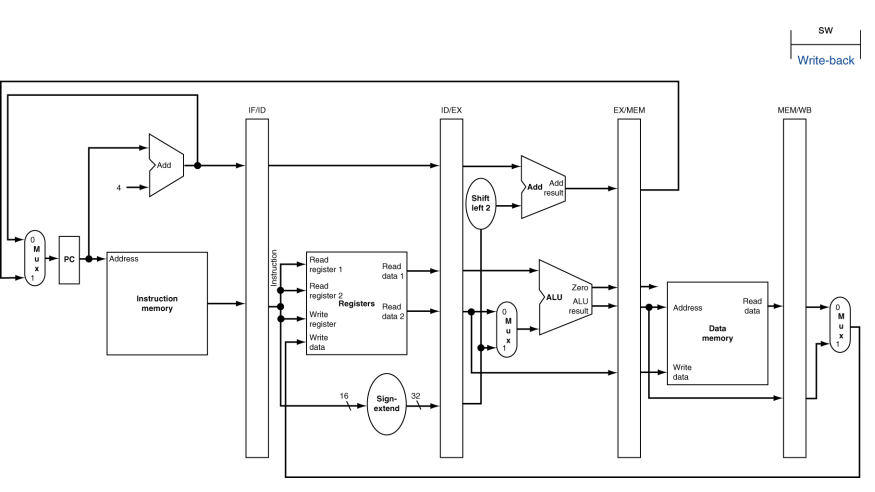 SW
Write-back
IF/ID
ID/EX
EX/MEM
MEM/WB
Add
4
Add
Add
result
Shift
left 2
0
M
u
x
1
PC
Address
Instruction
memory
Instruction
Read
register 1
Read
register 2
Write
register
Write
data
Registers
Read
data 1
Read
data 2
16
Sign-
extend
32
0
M
u
x
1
ALU
Zero
ALU
result
Address
Write
data
Data
memory
Read
data
0
M
u
x
1